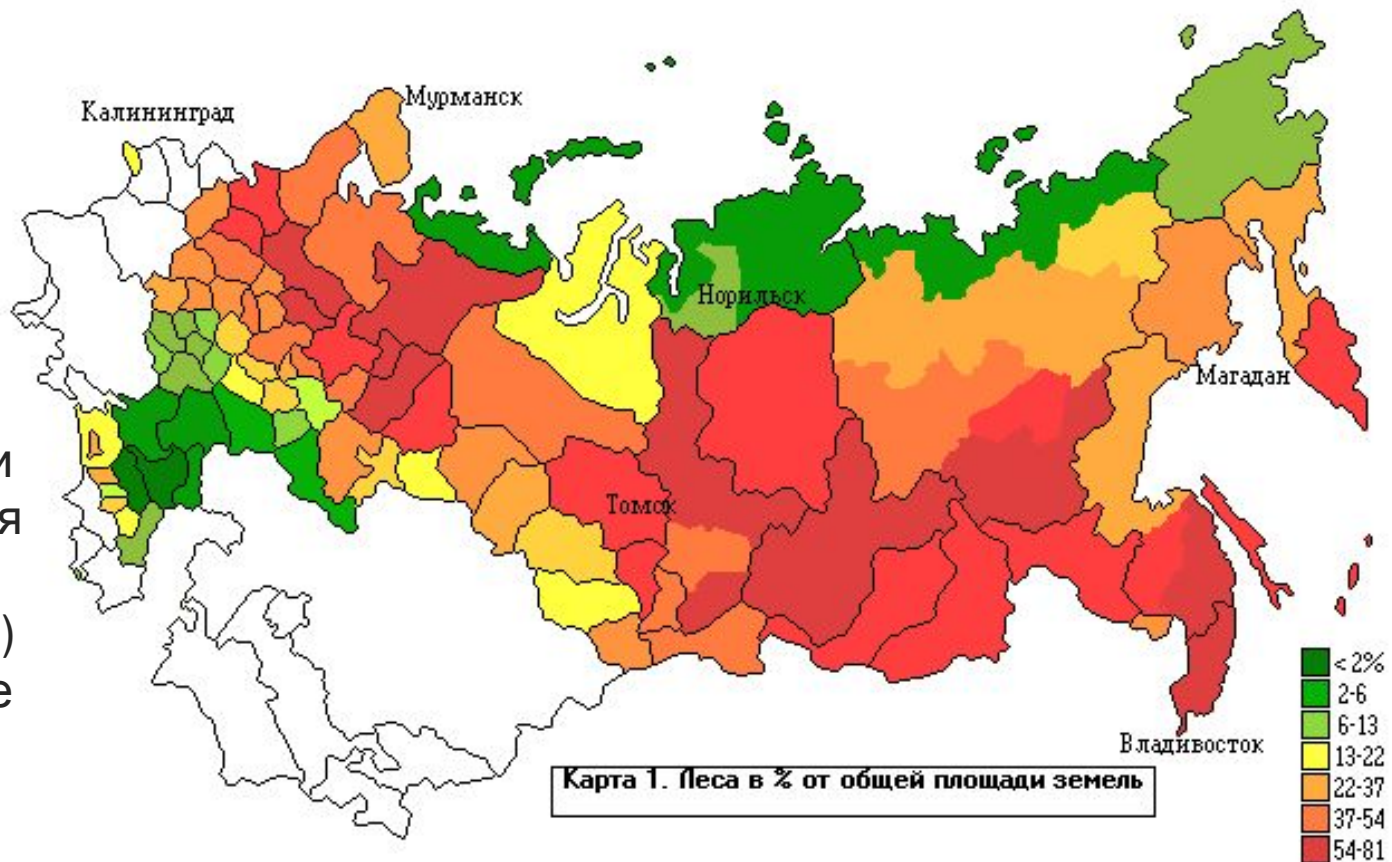 Мурманск
Калининград
Норильск
Магадан
и
я
Томск
)
е
Владивосток
Карта 1. Леса в % от общей площади земель
< 2%
2-6
6-13
13-22
22-37
37-54
54-81